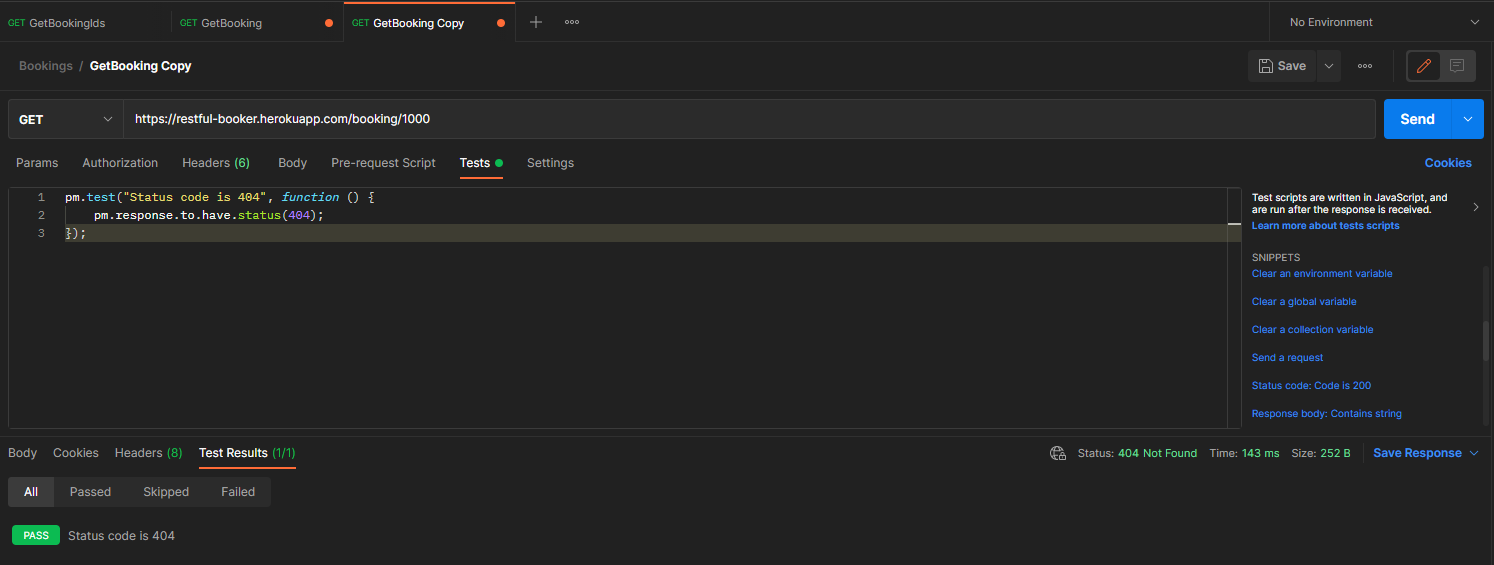 GET GetBookingIds GET GetBooking GET GetBooking Copy No Environment
Bookings / GetBooking Copy Save
GET https://restful-booker.herokuapp.com/booking/1000 Send
Params Authorization Headers (6) Body Pre-request Script Tests Settings Cookies
1 pm.test("Status code is 404", function () {
2 pm.response.to.have.status(404);
3 });
Test scripts are written in JavaScript, and
are run after the response is received.
Learn more about tests scripts
SNIPPETS
Clear an environment variable
Clear a global variable
Clear a collection variable
Send a request
Status code: Code is 200
Response body: Contains string
Body Cookies Headers (8) Test Results (1/1) Status: 404 Not Found Time: 143 ms Size: 252 B Save Response
All Passed Skipped Failed
PASS Status code is 404